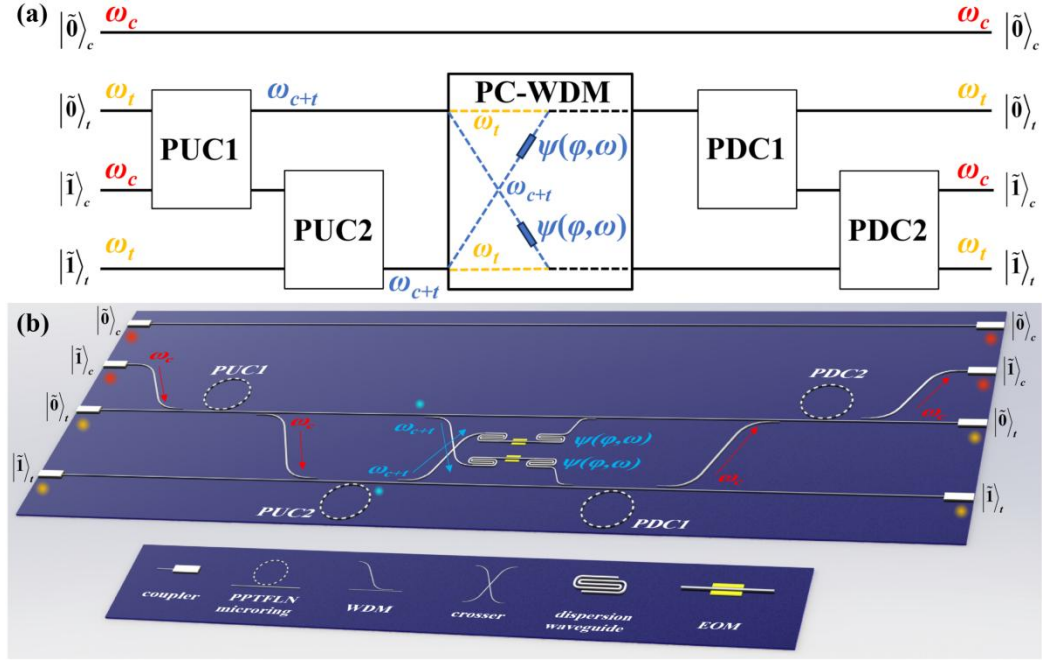 (a)
|0̃⟩c ωc ωc |0̃⟩c
|0̃⟩t ωt ωc+t PC-WDM ωt |0̃⟩t
PUC1 ωt ψ(φ,ω) PDC1
|1̃⟩c ωc ωc+t ωc |1̃⟩c
PUC2 ψ(φ,ω) PDC2
|1̃⟩t ωt ωc+t ωt ωt |1̃⟩t
(b)
|0̃⟩c |0̃⟩c
|1̃⟩c ωc PUC1 PDC2 |1̃⟩c
|0̃⟩t ωc ωc+t ωc+t ψ(φ,ω) ωc |0̃⟩t
ψ(φ,ω)
|1̃⟩t ωc |1̃⟩t
PUC2 PDC1
coupler PPTFLN microring WDM crosser dispersion waveguide EOM